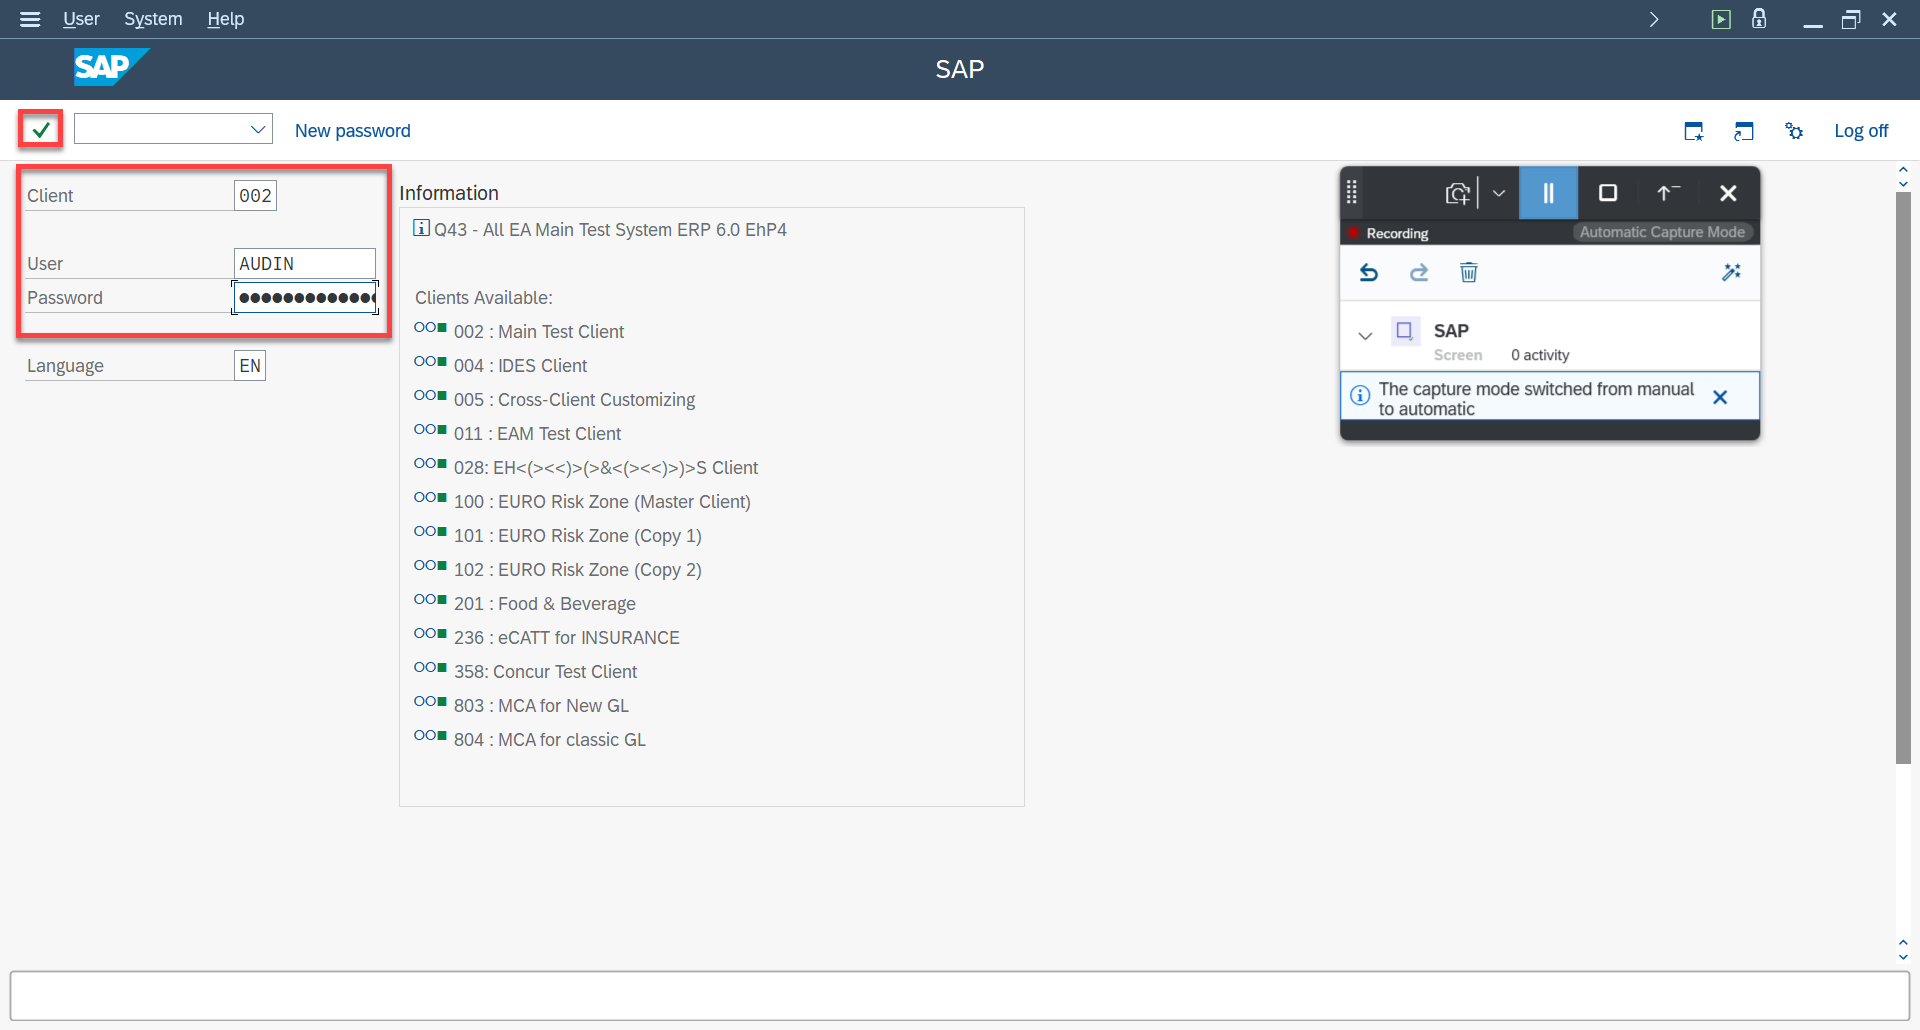 User System Help
SAP
SAP
New password
Log off
Client 002
User AUDIN
Password ●●●●●●●●●●●●●
Language EN
Information
Q43 - All EA Main Test System ERP 6.0 EhP4
Clients Available:
002 : Main Test Client
004 : IDES Client
005 : Cross-Client Customizing
011 : EAM Test Client
028: EH<(><<)>(>&<(><<)>)>S Client
100 : EURO Risk Zone (Master Client)
101 : EURO Risk Zone (Copy 1)
102 : EURO Risk Zone (Copy 2)
201 : Food & Beverage
236 : eCATT for INSURANCE
358: Concur Test Client
803 : MCA for New GL
804 : MCA for classic GL
Recording Automatic Capture Mode
SAP
Screen 0 activity
The capture mode switched from manual
to automatic